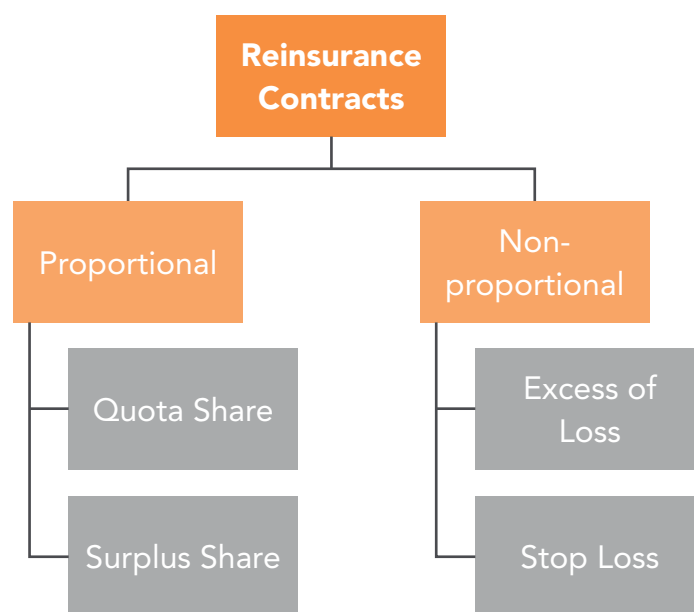 Reinsurance
Contracts
Proportional
Non-
proportional
Quota Share
Excess of
Loss
Surplus Share
Stop Loss